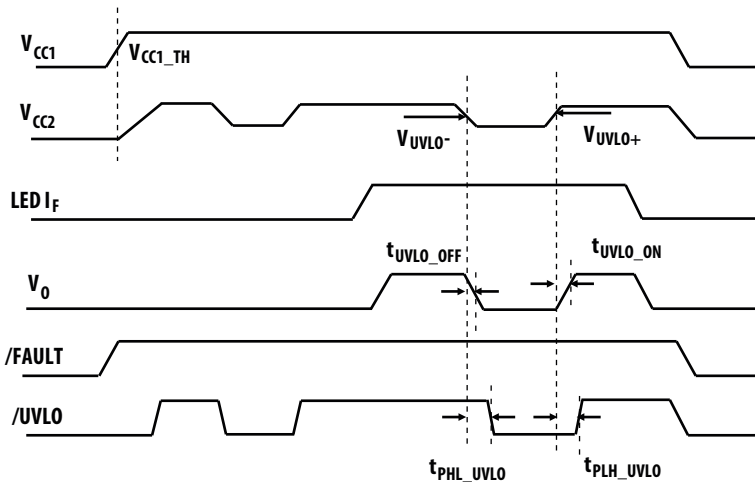 VCC1
VCC1_TH
VCC2
VUVLO-
VUVLO+
LED IF
tUVLO_OFF
tUVLO_ON
VO
/FAULT
/UVLO
tPHL_UVLO
tPLH_UVLO